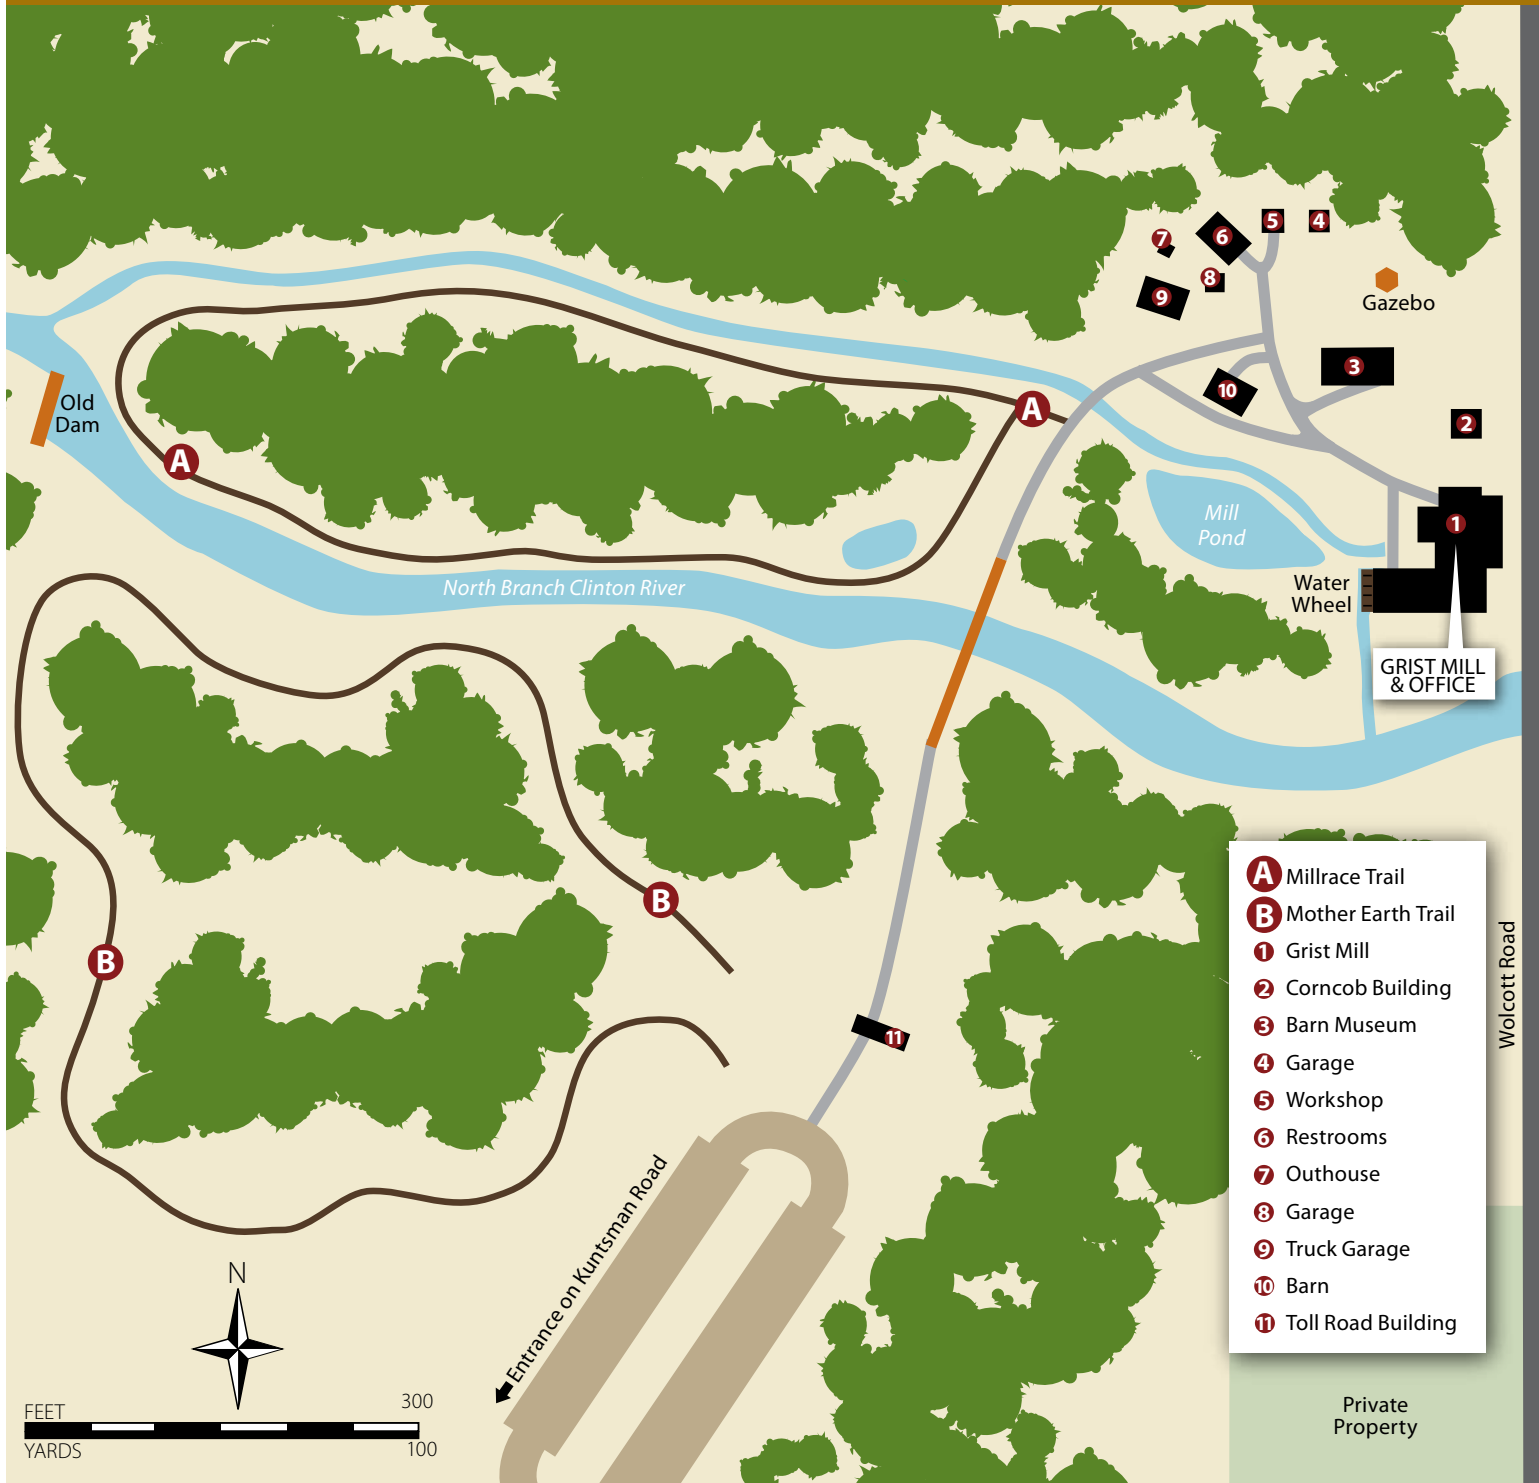 5
4
6
7
8
9
Gazebo
3
10
A
Old
Dam
2
A
Mill
Pond
1
North Branch Clinton River
Water
Wheel
GRIST MILL
& OFFICE
B
B
11
A Millrace Trail
B Mother Earth Trail
1 Grist Mill
2 Corncob Building
3 Barn Museum
4 Garage
5 Workshop
6 Restrooms
7 Outhouse
8 Garage
9 Truck Garage
10 Barn
11 Toll Road Building
Wolcott Road
Entrance on Kuntsman Road
N
FEET
300
YARDS
100
Private
Property